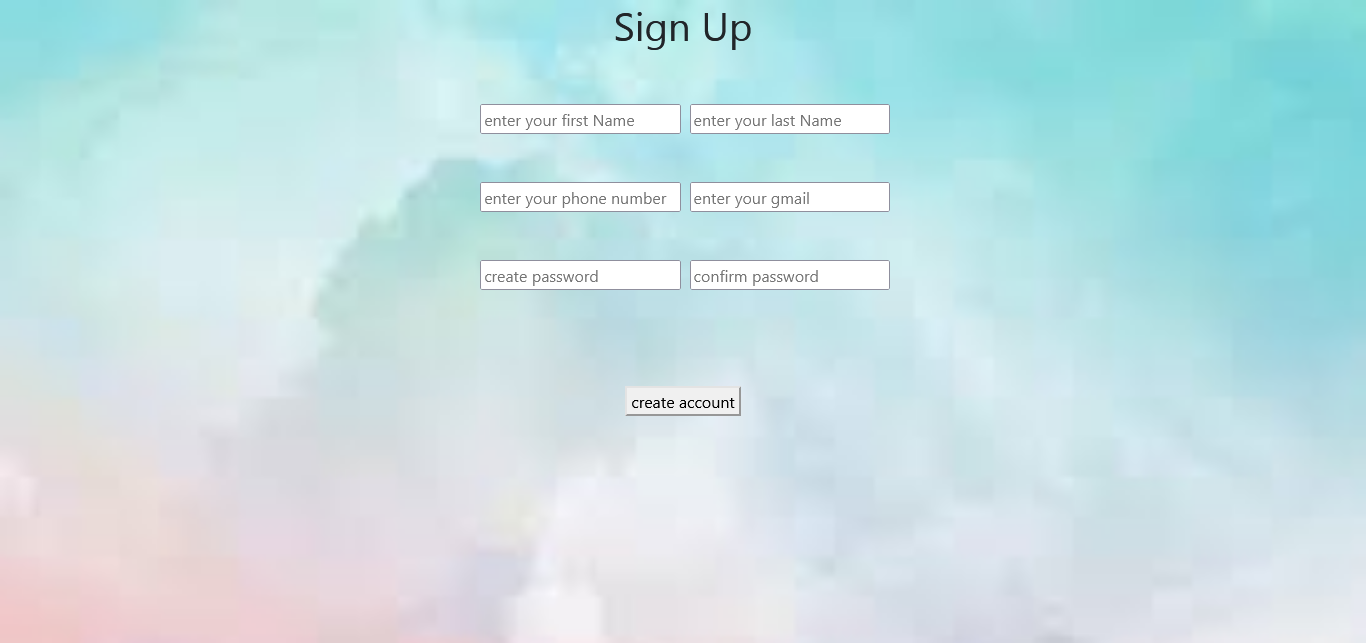 Sign Up
enter your first Name enter your last Name
enter your phone number enter your gmail
create password confirm password
create account